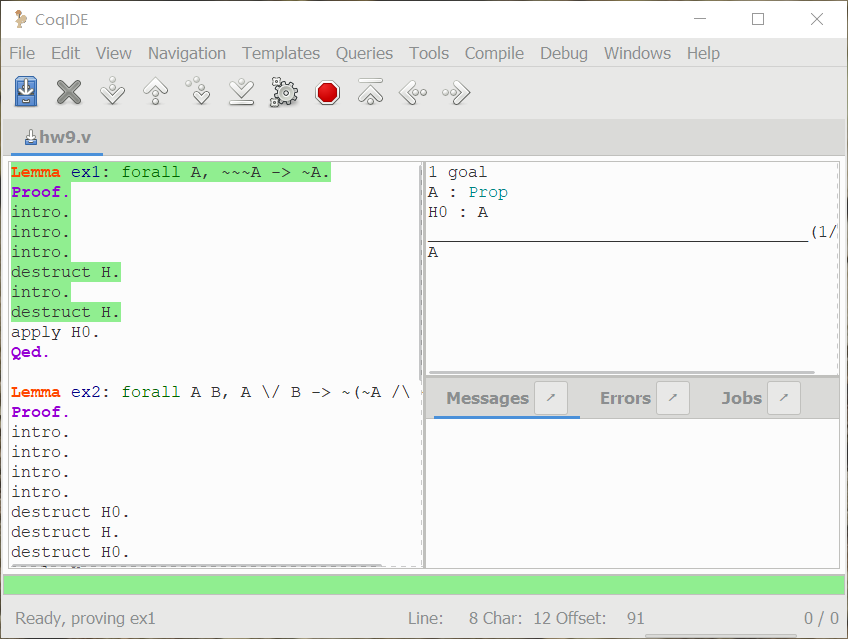 CoqIDE
File Edit View Navigation Templates Queries Tools Compile Debug Windows Help
hw9.v
Lemma ex1: forall A, ~~~A -> ~A.
Proof.
intro.
intro.
intro.
destruct H.
intro.
destruct H.
apply H0.
Qed.
Lemma ex2: forall A B, A \/ B -> ~(~A /\
Proof.
intro.
intro.
intro.
intro.
destruct H0.
destruct H.
destruct H0.
1 goal
A : Prop
H0 : A
(1/
A
Messages Errors Jobs
Ready, proving ex1
Line: 8 Char: 12 Offset: 91
0 / 0